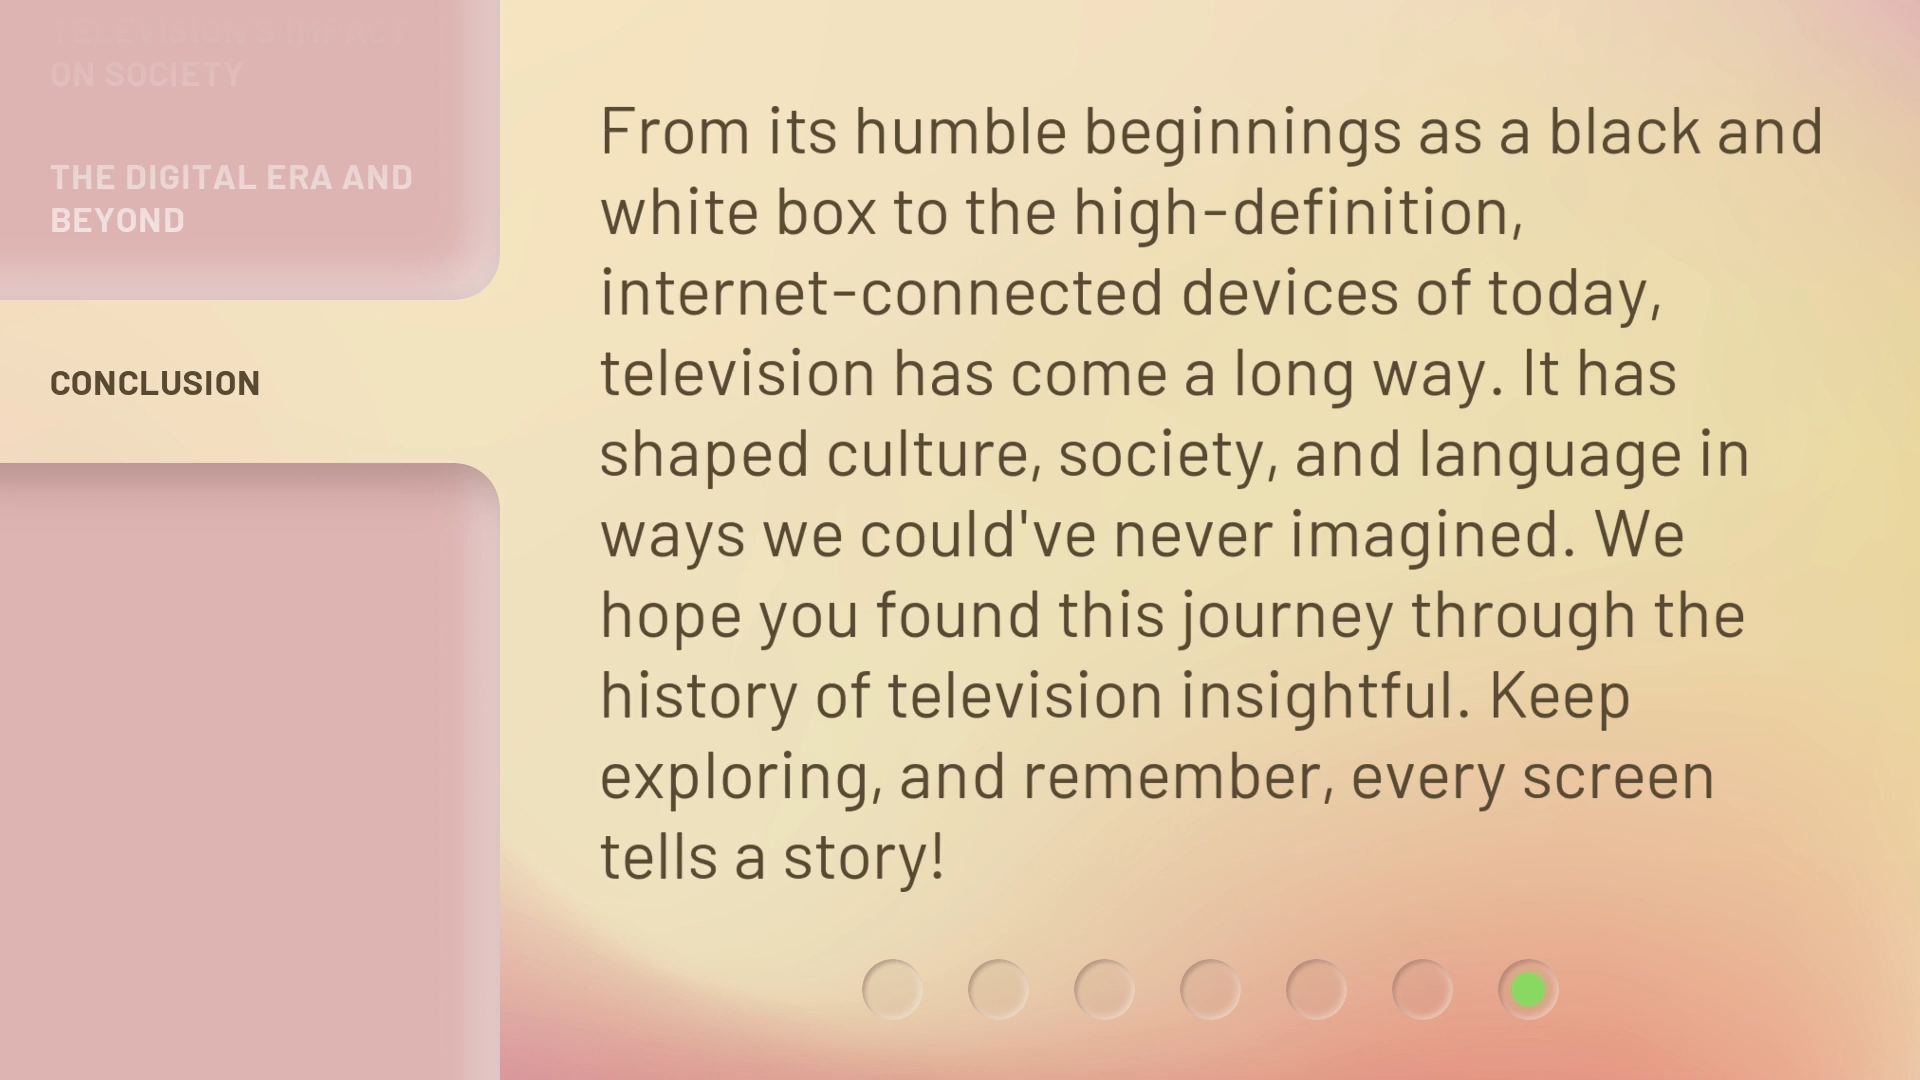 TELEVISION'S IMPACT
ON SOCIETY
THE DIGITAL ERA AND
BEYOND
CONCLUSION
From its humble beginnings as a black and
white box to the high-definition,
internet-connected devices of today,
television has come a long way. It has
shaped culture, society, and language in
ways we could've never imagined. We
hope you found this journey through the
history of television insightful. Keep
exploring, and remember, every screen
tells a story!